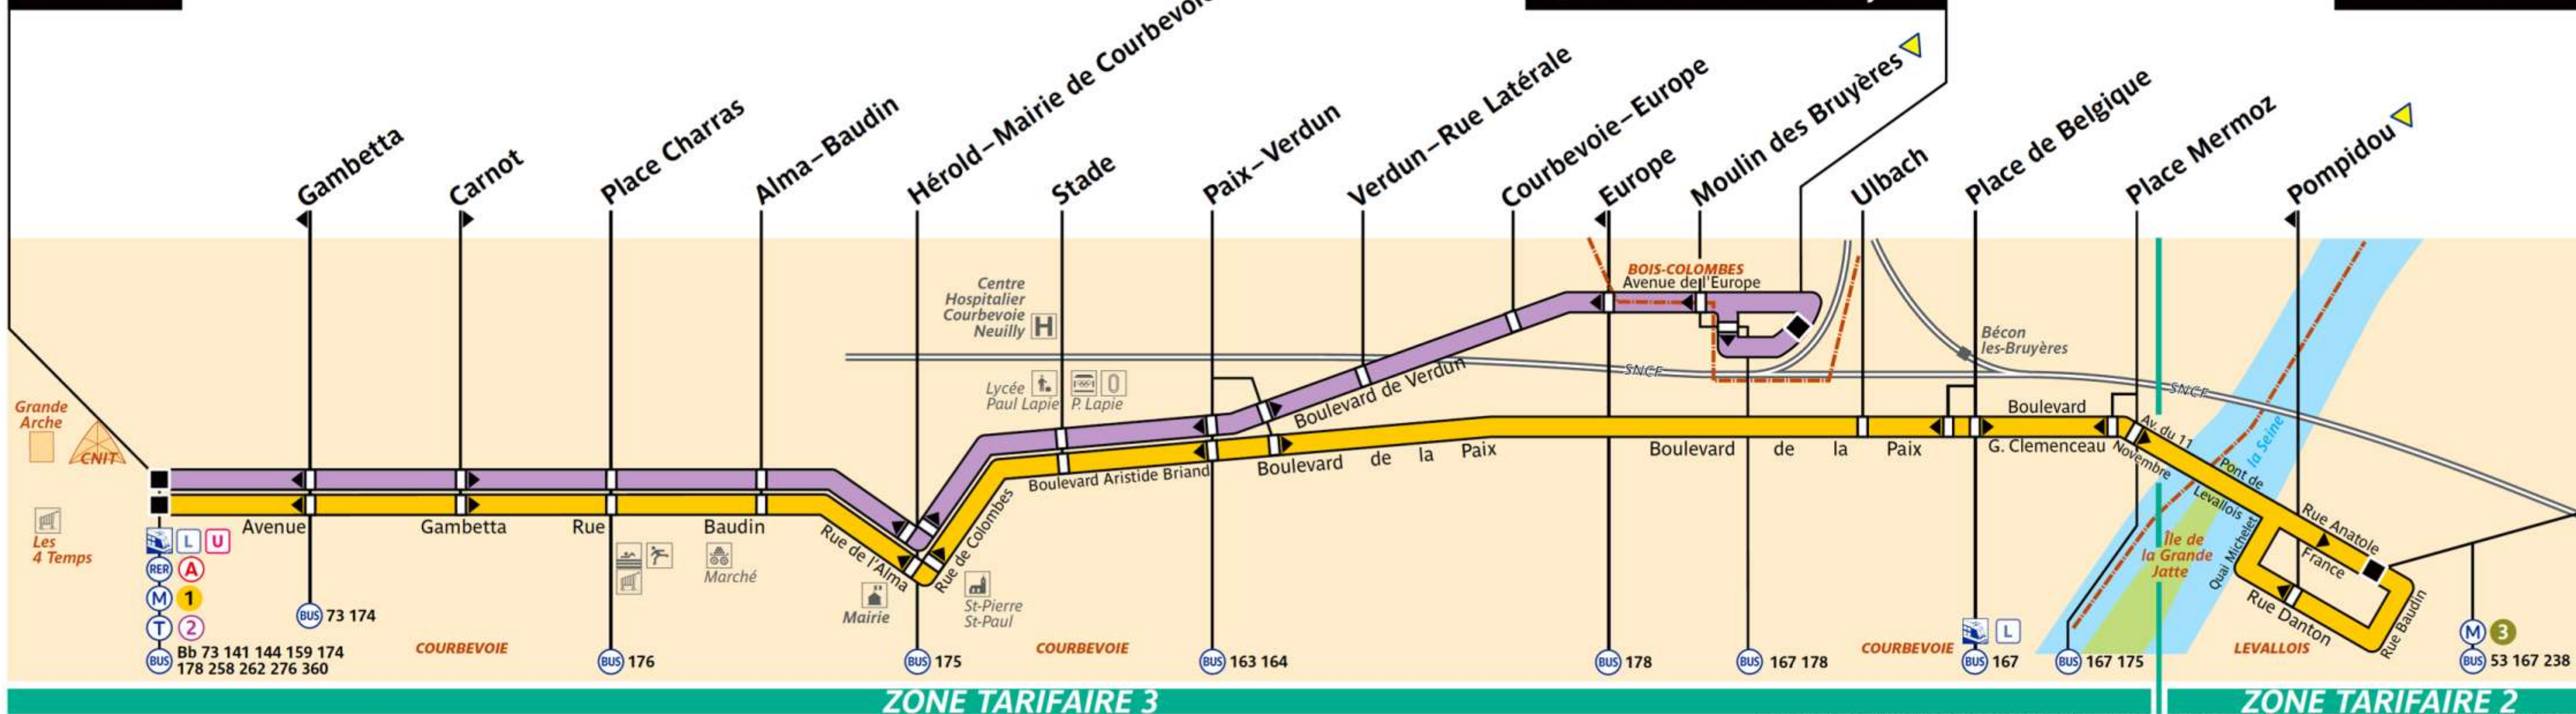 Gambetta
Carnot
Place Charras
Alma–Baudin
Hérold–Mairie de Courbevoie
Stade
Paix–Verdun
Verdun–Rue Latérale
Courbevoie–Europe
Europe
Moulin des Bruyères
Ulbach
Place de Belgique
Place Mermoz
Pompidou
BOIS-COLOMBES
Avenue de l'Europe
Centre
Hospitalier
Courbevoie
Neuilly
H
Bécon
les-Bruyères
SNCF
SNCF
Lycée
Paul Lapie
P. Lapie
Grande
Arche
CNIT
Les
4 Temps
Boulevard de Verdun
Boulevard
G. Clemenceau
Av. du 11
Novembre
Pont de
Levallois
la Seine
Boulevard Aristide Briand
Boulevard de la Paix
Boulevard de la Paix
Avenue Gambetta
Rue Baudin
Rue de l'Alma
Rue de Colombes
Île de
la Grande
Jatte
Quai Michelet
Rue Anatole
France
Rue Danton
Rue Baudin
Marché
Mairie
St-Pierre
St-Paul
L U
RER A
M 1
T 2
BUS Bb 73 141 144 159 174
178 258 262 276 360
BUS 73 174
COURBEVOIE
BUS 176
BUS 175
COURBEVOIE
BUS 163 164
BUS 178
BUS 167 178
COURBEVOIE
L
BUS 167
BUS 167 175
LEVALLOIS
M 3
BUS 53 167 238
ZONE TARIFAIRE 3
ZONE TARIFAIRE 2